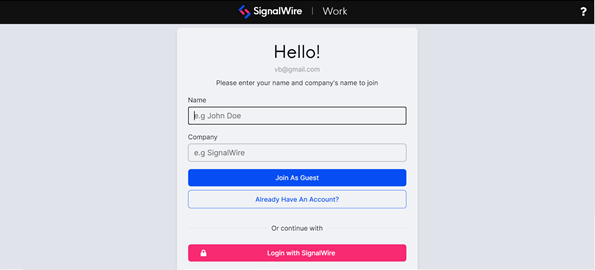 SignalWire | Work
?
Hello!
vb@gmail.com
Please enter your name and company's name to join
Name
e.g John Doe
Company
e.g SignalWire
Join As Guest
Already Have An Account?
Or continue with
Login with SignalWire